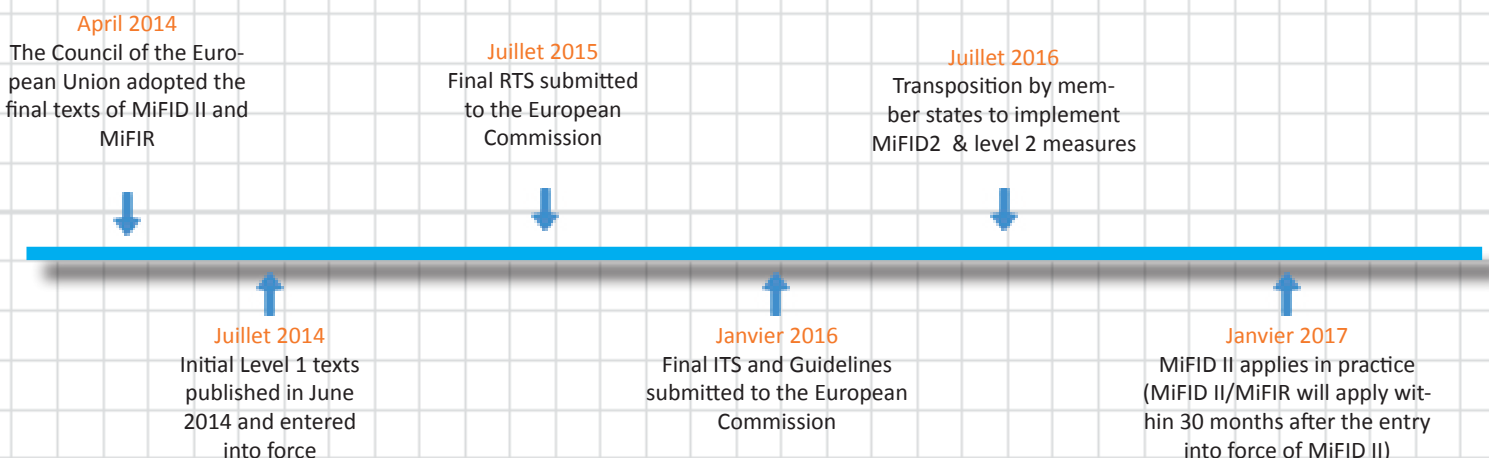 April 2014
The Council of the Euro-
pean Union adopted the
final texts of MiFID II and
MiFIR
Juillet 2014
Initial Level 1 texts
published in June
2014 and entered
into force
Juillet 2015
Final RTS submitted
to the European
Commission
Janvier 2016
Final ITS and Guidelines
submitted to the European
Commission
Juillet 2016
Transposition by mem-
ber states to implement
MiFID2 & level 2 measures
Janvier 2017
MiFID II applies in practice
(MiFID II/MiFIR will apply wit-
hin 30 months after the entry
into force of MiFID II)